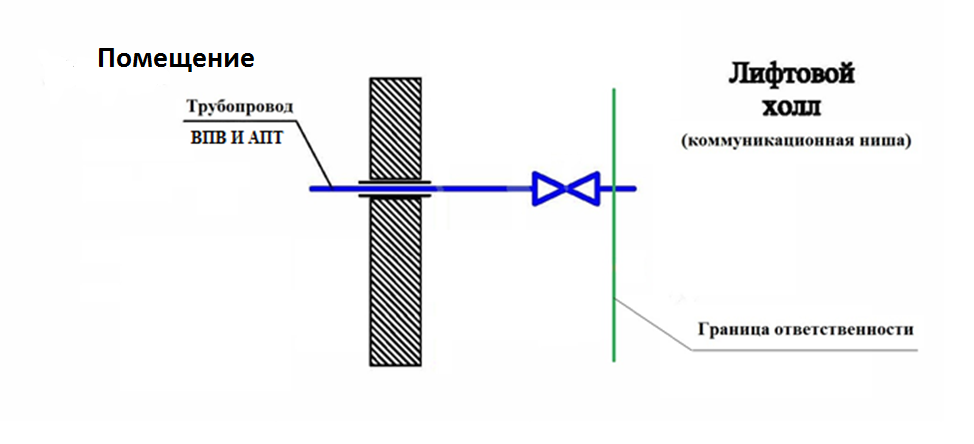 Помещение
Лифтовой
холл
(коммуникационная ниша)
Трубопровод
ВПВ И АПТ
Граница ответственности